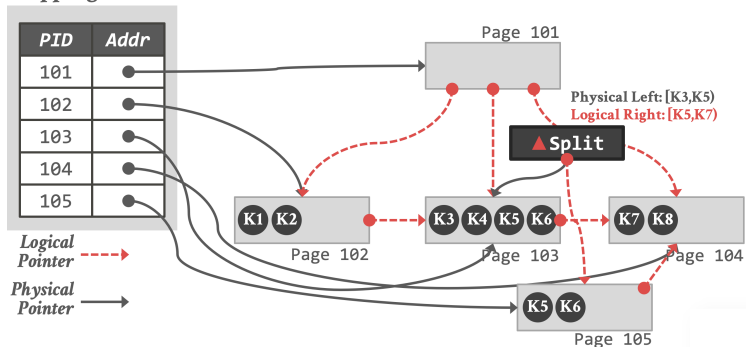 PID Addr
101
102
103
104
105
Logical
Pointer
Physical
Pointer
Page 101
Physical Left: [K3,K5)
Logical Right: [K5,K7)
▲Split
K1 K2
Page 102
K3 K4 K5 K6
Page 103
K7 K8
Page 104
K5 K6
Page 105